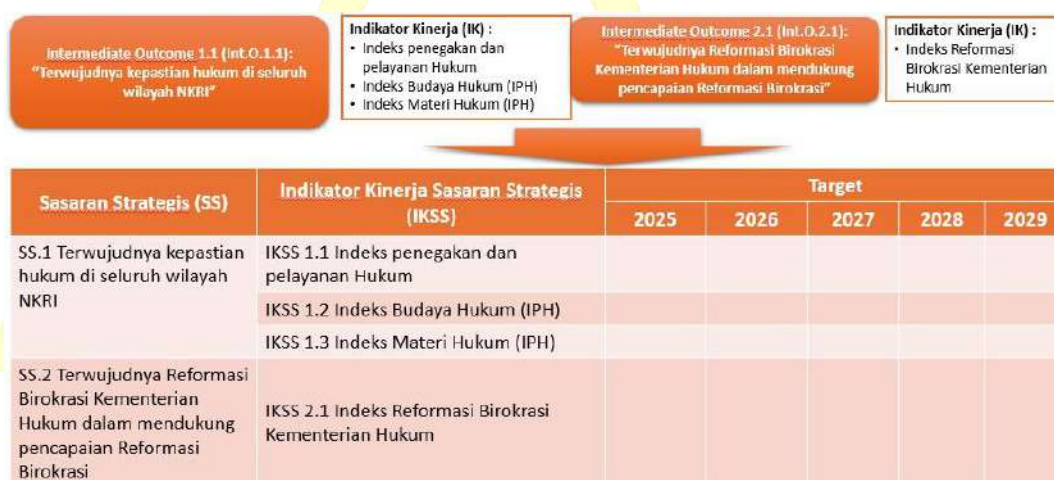 Intermediate Outcome 1.1 (Int.O.1.1):
"Terwujudnya kepastian hukum di seluruh
wilayah NKRI"
Indikator Kinerja (IK) :
• Indeks penegakan dan
pelayanan Hukum
• Indeks Budaya Hukum (IPH)
• Indeks Materi Hukum (IPH)
Intermediate Outcome 2.1 (Int.O.2.1):
"Terwujudnya Reformasi Birokrasi
Kementerian Hukum dalam mendukung
pencapaian Reformasi Birokrasi"
Indikator Kinerja (IK) :
• Indeks Reformasi
Birokrasi Kementerian
Hukum
Sasaran Strategis (SS)
Indikator Kinerja Sasaran Strategis
(IKSS)
Target
2025 2026 2027 2028 2029
SS.1 Terwujudnya kepastian
hukum di seluruh wilayah
NKRI
IKSS 1.1 Indeks penegakan dan
pelayanan Hukum
IKSS 1.2 Indeks Budaya Hukum (IPH)
IKSS 1.3 Indeks Materi Hukum (IPH)
SS.2 Terwujudnya Reformasi
Birokrasi Kementerian
Hukum dalam mendukung
pencapaian Reformasi
Birokrasi
IKSS 2.1 Indeks Reformasi Birokrasi
Kementerian Hukum